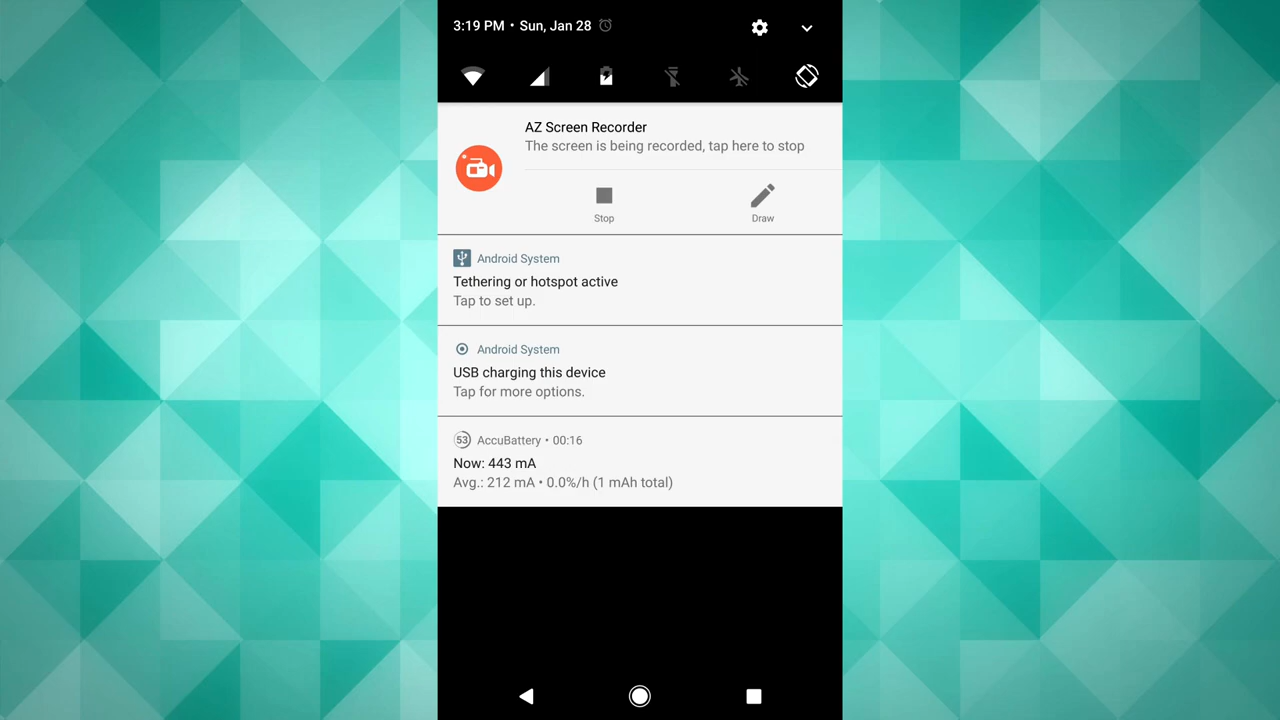 3:19 PM • Sun, Jan 28
AZ Screen Recorder
The screen is being recorded, tap here to stop
Stop
Draw
Android System
Tethering or hotspot active
Tap to set up.
Android System
USB charging this device
Tap for more options.
53 AccuBattery • 00:16
Now: 443 mA
Avg.: 212 mA • 0.0%/h (1 mAh total)